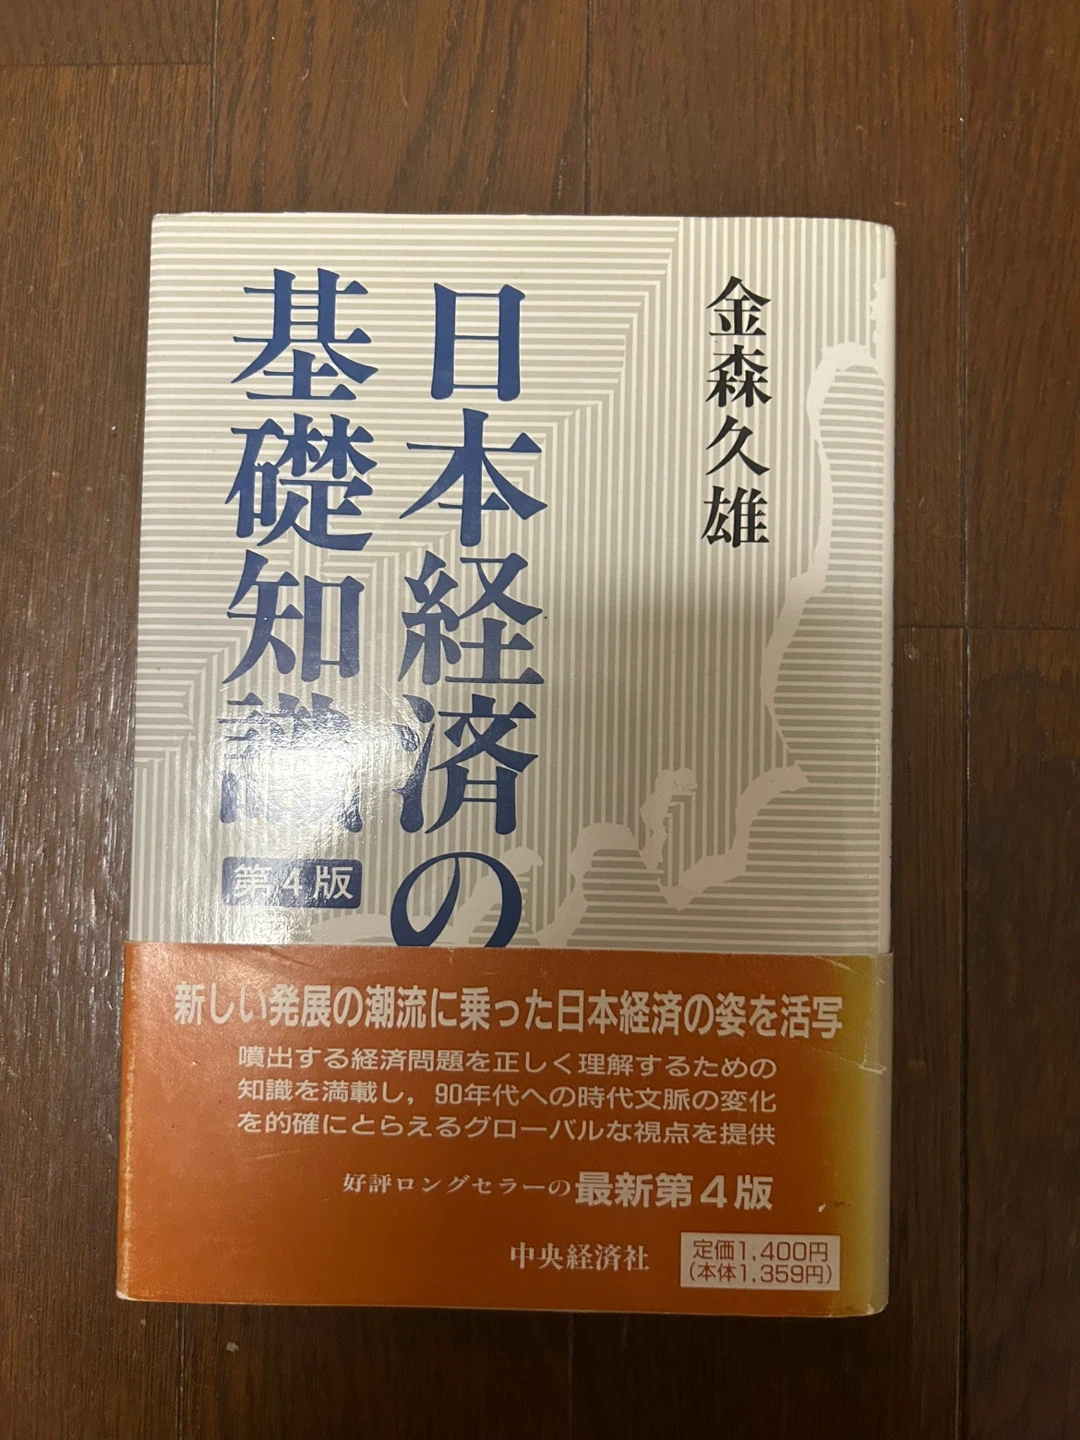 金森久雄
日本経済の
基礎知識
第4版
新しい発展の潮流に乗った日本経済の姿を活写
噴出する経済問題を正しく理解するための
知識を満載し，90年代への時代文脈の変化
を的確にとらえるグローバルな視点を提供
好評ロングセラーの最新第4版
中央経済社
定価1,400円
(本体1,359円)